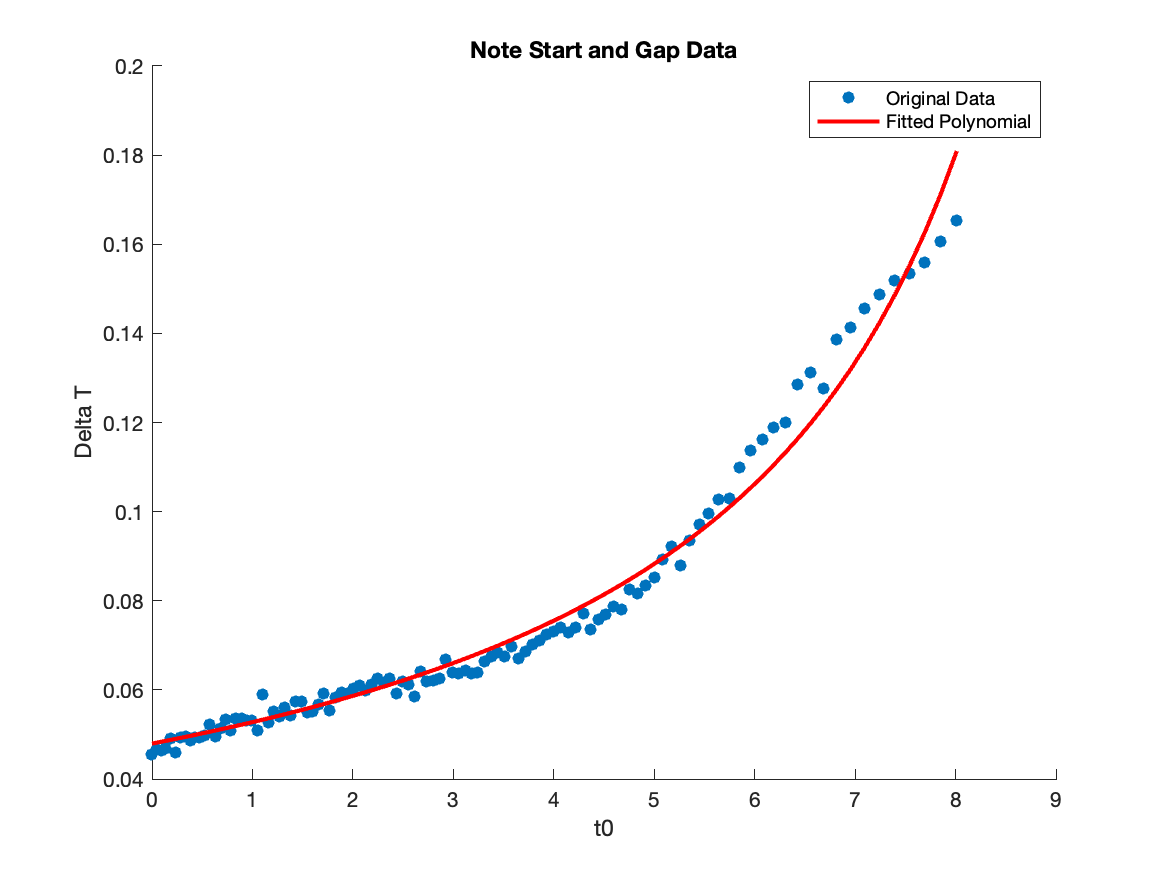 Note Start and Gap Data
0.2
0.18
0.16
0.14
0.12
0.1
0.08
0.06
0.04
Delta T
Original Data
Fitted Polynomial
0 1 2 3 4 5 6 7 8 9
t0